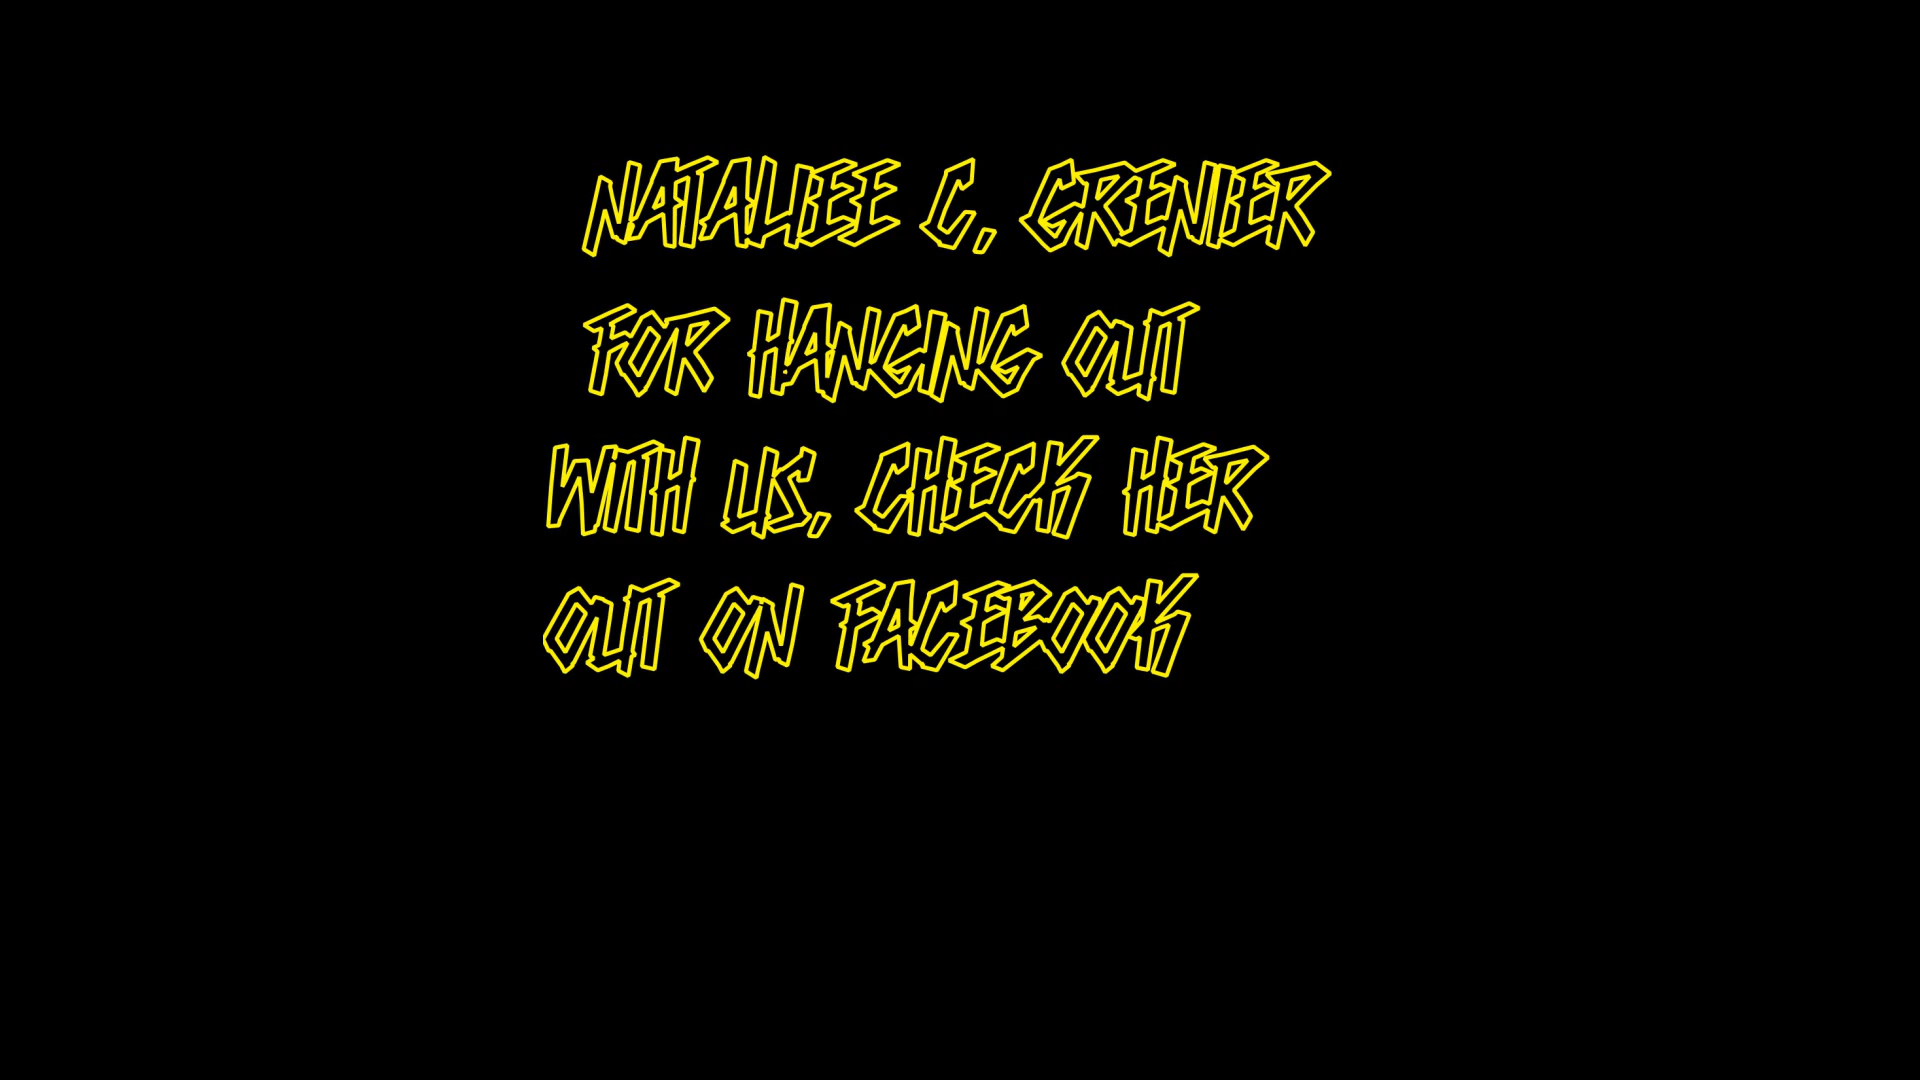 NATALIEE C, GRENIER
FOR HANGING OUT
WITH US, CHECK HER
OUT ON FACEBOOK